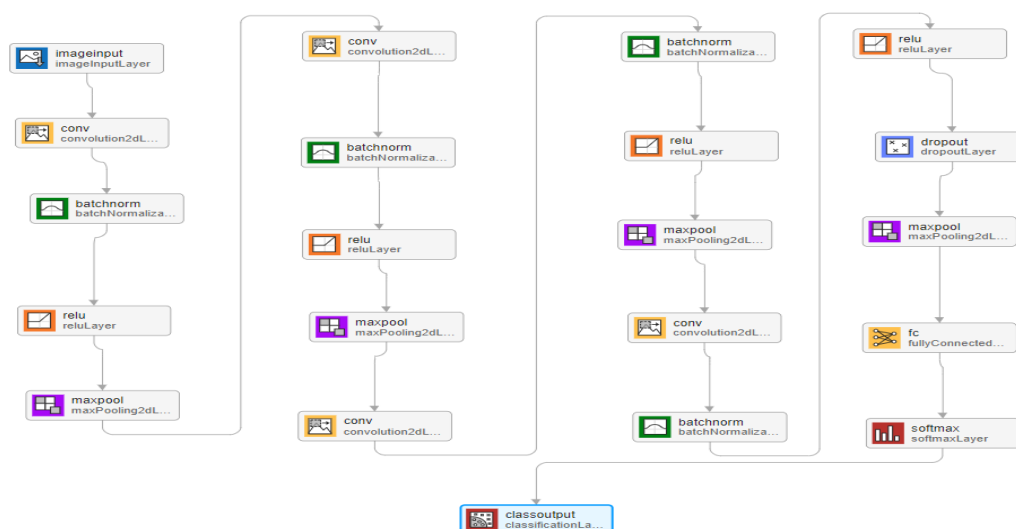 imageinput
imageInputLayer
conv
convolution2dL...
batchnorm
batchNormaliza...
relu
reluLayer
maxpool
maxPooling2dL...
conv
convolution2dL...
batchnorm
batchNormaliza...
relu
reluLayer
maxpool
maxPooling2dL...
conv
convolution2dL...
batchnorm
batchNormaliza...
relu
reluLayer
maxpool
maxPooling2dL...
conv
convolution2dL...
batchnorm
batchNormaliza...
relu
reluLayer
dropout
dropoutLayer
maxpool
maxPooling2dL...
fc
fullyConnected...
softmax
softmaxLayer
classoutput
classificationLa...